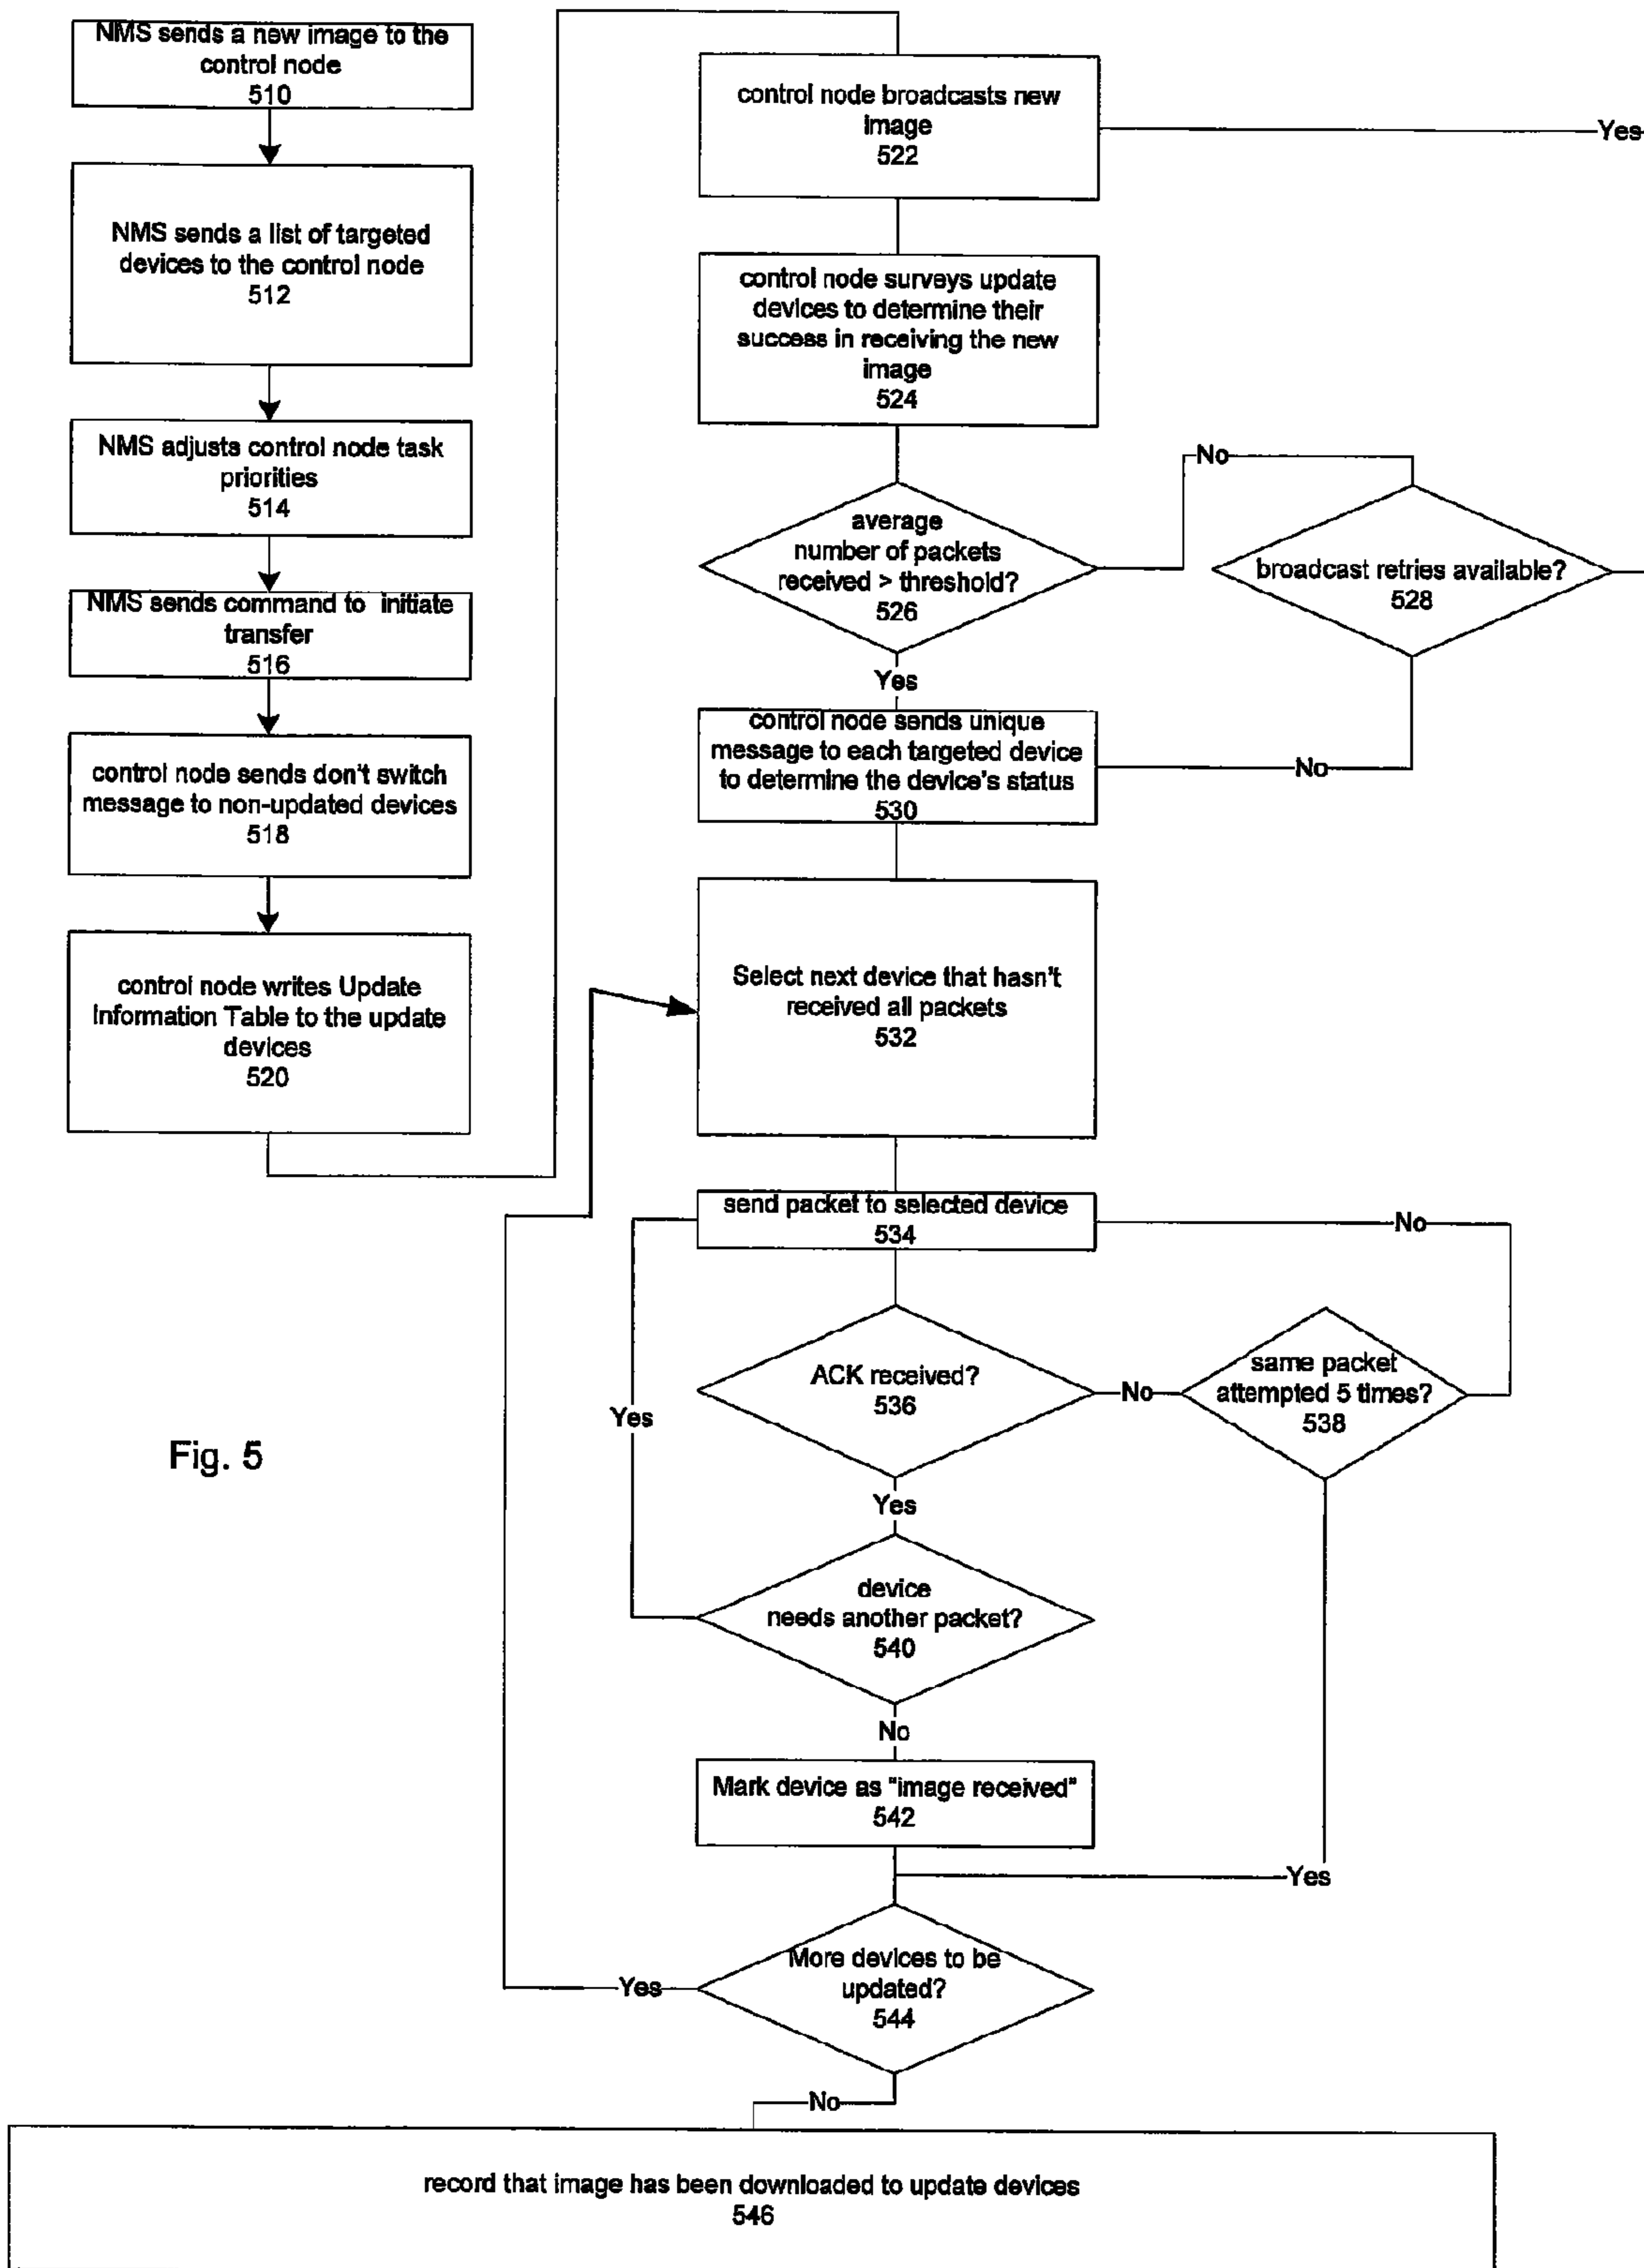 NMS sends a new image to the
control node
510
NMS sends a list of targeted
devices to the control node
512
NMS adjusts control node task
priorities
514
NMS sends command to initiate
transfer
516
control node sends don't switch
message to non-updated devices
518
control node writes Update
Information Table to the update
devices
520
control node broadcasts new
image
522
Yes
control node surveys update
devices to determine their
success in receiving the new
image
524
No
average
number of packets
received > threshold?
526
broadcast retries available?
528
Yes
control node sends unique
message to each targeted device
to determine the device's status
530
No
Select next device that hasn't
received all packets
532
send packet to selected device
534
No
ACK received?
536
No
same packet
attempted 5 times?
538
Yes
Fig. 5
Yes
device
needs another packet?
540
No
Mark device as "image received"
542
Yes
More devices to be
updated?
544
Yes
No
record that image has been downloaded to update devices
546